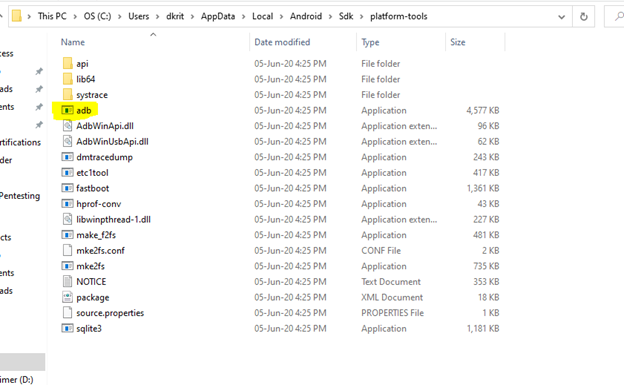 This PC > OS (C:) > Users > dkrit > AppData > Local > Android > Sdk > platform-tools
Name Date modified Type Size
api 05-Jun-20 4:25 PM File folder
lib64 05-Jun-20 4:25 PM File folder
systrace 05-Jun-20 4:25 PM File folder
adb 05-Jun-20 4:25 PM Application 4,577 KB
AdbWinApi.dll 05-Jun-20 4:25 PM Application exten... 96 KB
AdbWinUsbApi.dll 05-Jun-20 4:25 PM Application exten... 62 KB
dmtracedump 05-Jun-20 4:25 PM Application 243 KB
etc1tool 05-Jun-20 4:25 PM Application 417 KB
fastboot 05-Jun-20 4:25 PM Application 1,361 KB
hprof-conv 05-Jun-20 4:25 PM Application 43 KB
libwinpthread-1.dll 05-Jun-20 4:25 PM Application exten... 227 KB
make_f2fs 05-Jun-20 4:25 PM Application 481 KB
mke2fs.conf 05-Jun-20 4:25 PM CONF File 2 KB
mke2fs 05-Jun-20 4:25 PM Application 735 KB
NOTICE 05-Jun-20 4:25 PM Text Document 353 KB
package 05-Jun-20 4:25 PM XML Document 18 KB
source.properties 05-Jun-20 4:25 PM PROPERTIES File 1 KB
sqlite3 05-Jun-20 4:25 PM Application 1,181 KB
ccess
ads
ents
ertifications
der
Pentesting
cts
ents
ads
imer (D:)